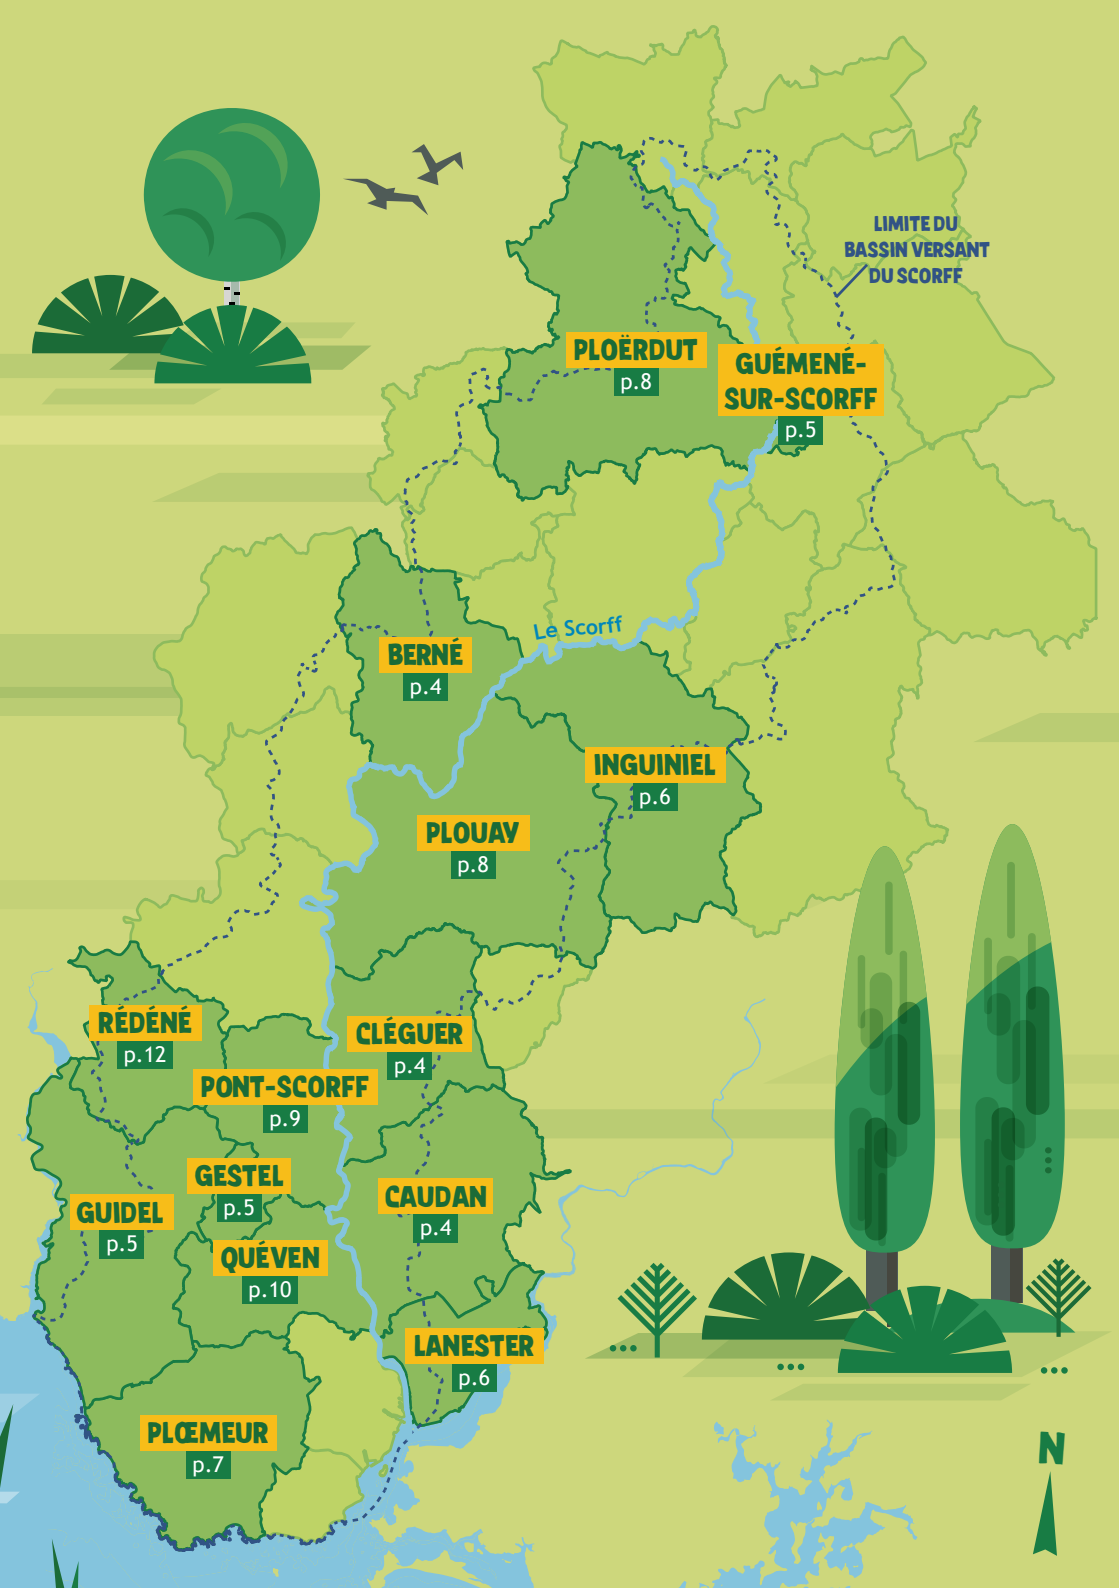 LIMITE DU
BASSIN VERSANT
DU SCORFF
PLOËRDUT
p.8
GUÉMENÉ-
SUR-SCORFF
p.5
Le Scorff
BERNÉ
p.4
INGUINIEL
p.6
PLOUAY
p.8
RÉDÉNÉ
p.12
CLÉGUER
p.4
PONT-SCORFF
p.9
GESTEL
p.5
CAUDAN
p.4
GUIDEL
p.5
QUÉVEN
p.10
LANESTER
p.6
PLŒMEUR
p.7
N